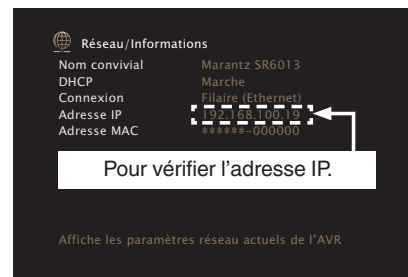 Réseau/Informations
Nom convivial Marantz SR6013
DHCP Marche
Connexion Filaire (Ethernet)
Adresse IP 192.168.100.19
Adresse MAC ******-000000
Pour vérifier l’adresse IP.
Affiche les paramètres réseau actuels de l’AVR